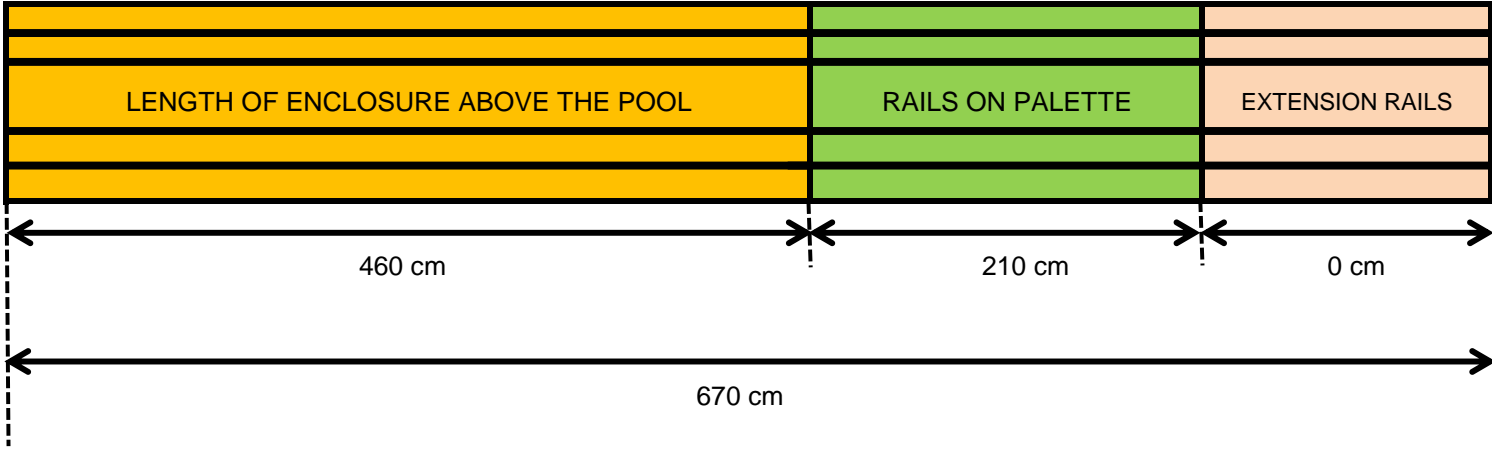 LENGTH OF ENCLOSURE ABOVE THE POOL
RAILS ON PALETTE
EXTENSION RAILS
460 cm
210 cm
0 cm
670 cm